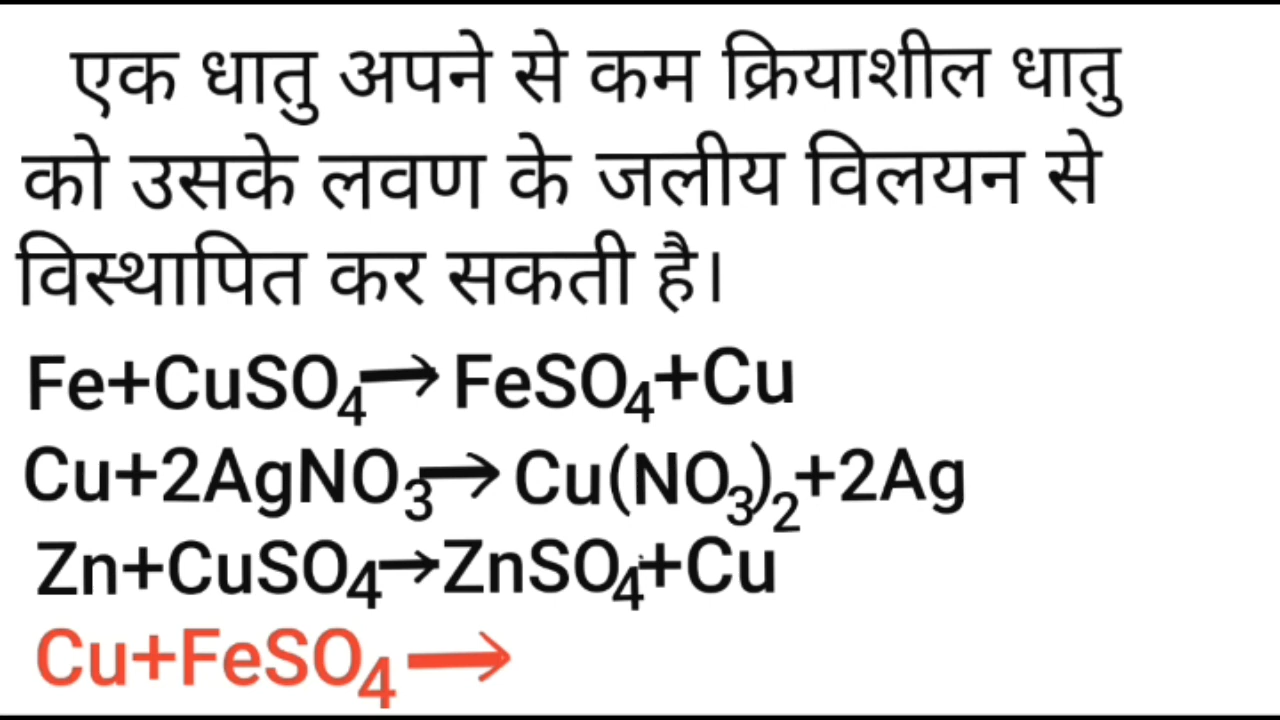 एक धातु अपने से कम क्रियाशील धातु
को उसके लवण के जलीय विलयन से
विस्थापित कर सकती है।
Fe+CuSO₄→FeSO₄+Cu
Cu+2AgNO₃→Cu(NO₃)₂+2Ag
Zn+CuSO₄→ZnSO₄+Cu
Cu+FeSO₄→